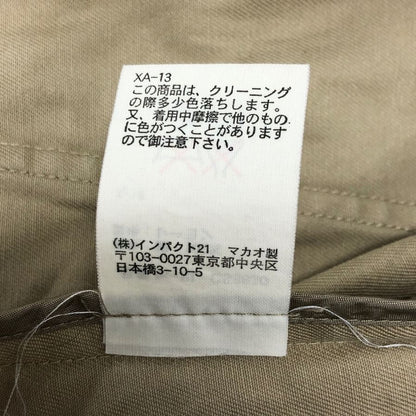 XA-13
この商品は、クリーニング
の際多少色落ちします。
又、着用中摩擦で他のもの
に色がつくことがあります
ので御注意下さい。
(株)インパクト21 マカオ製
〒103-0027東京都中央区
日本橋3-10-5